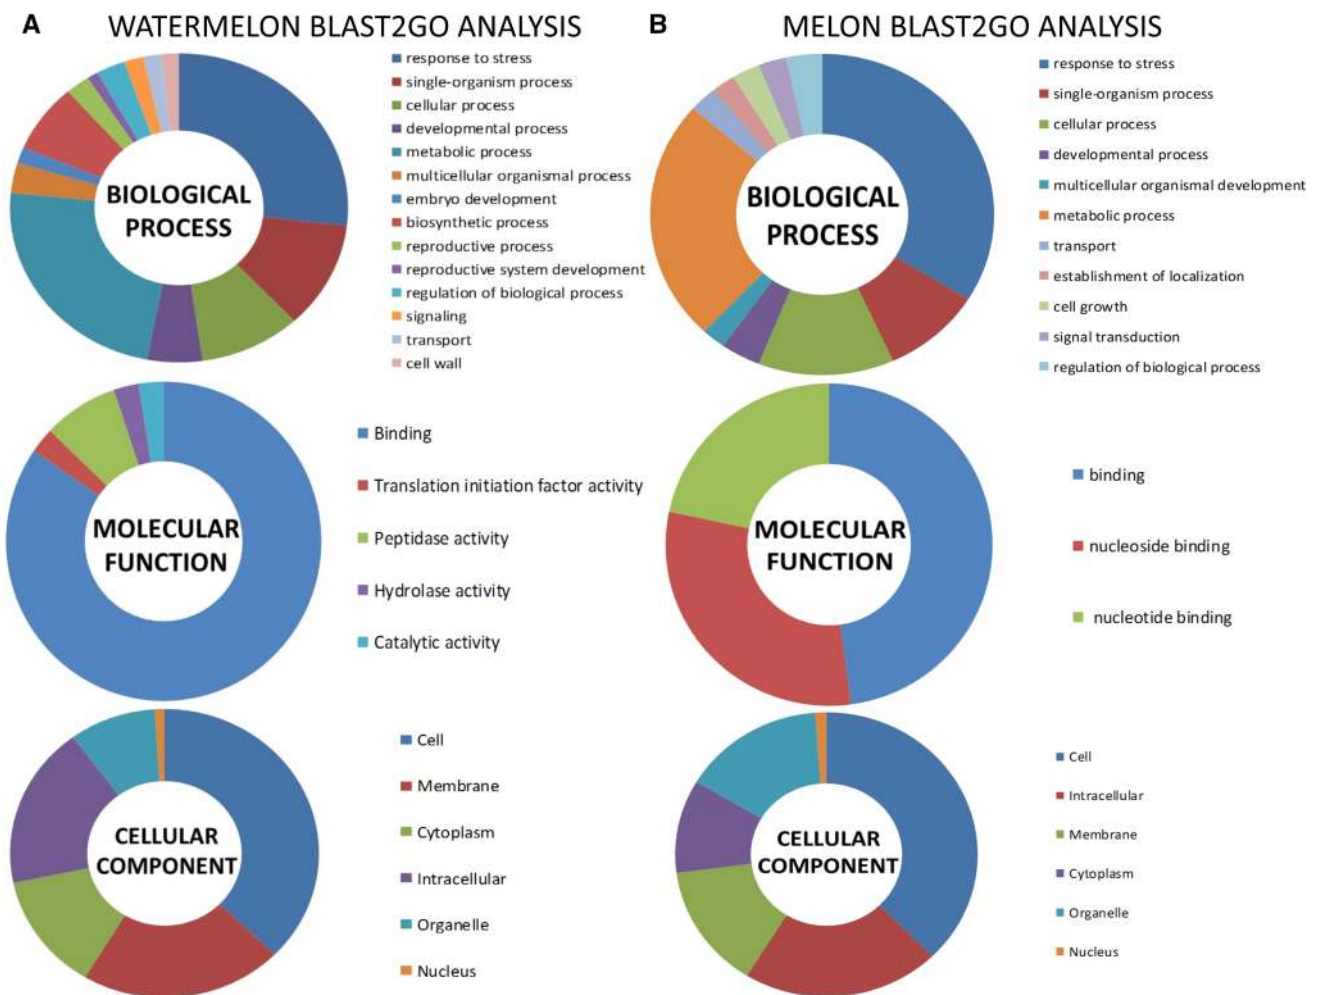 A
WATERMELON BLAST2GO ANALYSIS
BIOLOGICAL
PROCESS
response to stress
single-organism process
cellular process
developmental process
metabolic process
multicellular organismal process
embryo development
biosynthetic process
reproductive process
reproductive system development
regulation of biological process
signaling
transport
cell wall
MOLECULAR
FUNCTION
Binding
Translation initiation factor activity
Peptidase activity
Hydrolase activity
Catalytic activity
CELLULAR
COMPONENT
Cell
Membrane
Cytoplasm
Intracellular
Organelle
Nucleus
B
MELON BLAST2GO ANALYSIS
BIOLOGICAL
PROCESS
response to stress
single-organism process
cellular process
developmental process
multicellular organismal development
metabolic process
transport
establishment of localization
cell growth
signal transduction
regulation of biological process
MOLECULAR
FUNCTION
binding
nucleoside binding
nucleotide binding
CELLULAR
COMPONENT
Cell
Intracellular
Membrane
Cytoplasm
Organelle
Nucleus